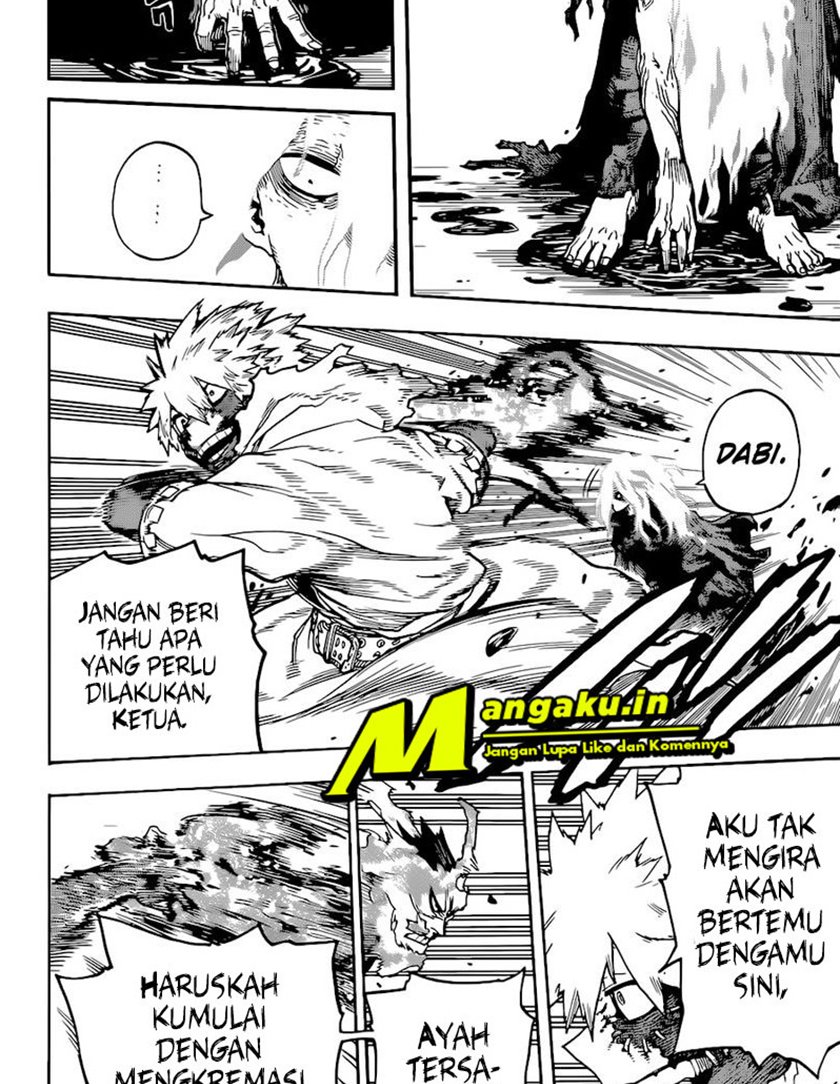 ....
DABI.
JANGAN BERI
TAHU APA
YANG PERLU
DILAKUKAN,
KETUA.
Mangaku.in
Jangan Lupa Like dan Komennya
AKU TAK
MENGIRA
AKAN
BERTEMU
DENGAMU
SINI,
AYAH
TERSA-
HARUSKAH
KUMULAI
DENGAN
MENGKREMASI